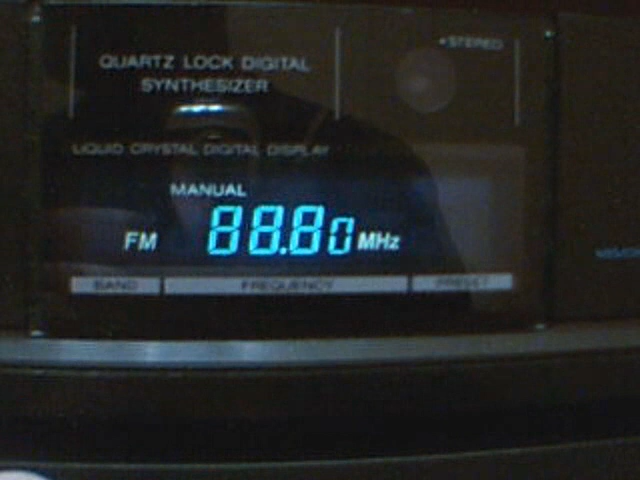 STEREO
QUARTZ LOCK DIGITAL
SYNTHESIZER
LIQUID CRYSTAL DIGITAL DISPLAY
MANUAL
FM 88.80 MHz
BAND FREQUENCY PRESET